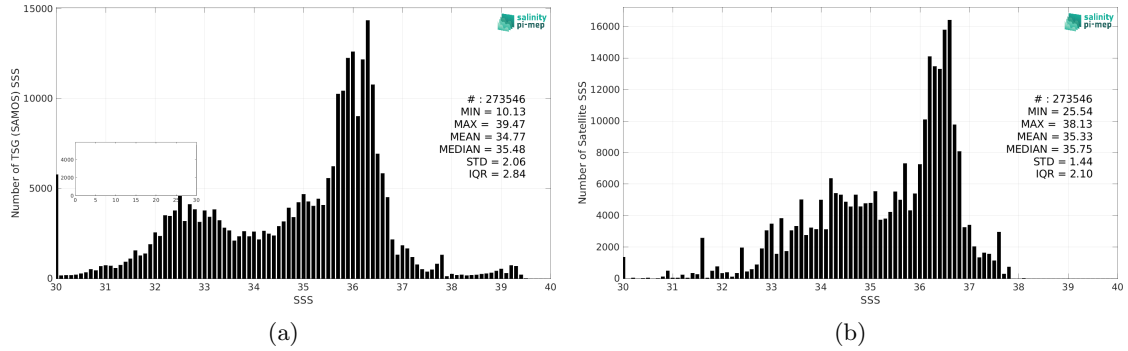 15000
10000
5000
0
Number of TSG (SAMOS) SSS
4000
2000
0
0 5 10 15 20 25 30
salinity
pi-mep
# : 273546
MIN = 10.13
MAX = 39.47
MEAN = 34.77
MEDIAN = 35.48
STD = 2.06
IQR = 2.84
30 31 32 33 34 35 36 37 38 39 40
SSS
(a)
16000
14000
12000
10000
8000
6000
4000
2000
0
Number of Satellite SSS
salinity
pi-mep
# : 273546
MIN = 25.54
MAX = 38.13
MEAN = 35.33
MEDIAN = 35.75
STD = 1.44
IQR = 2.10
30 31 32 33 34 35 36 37 38 39 40
SSS
(b)